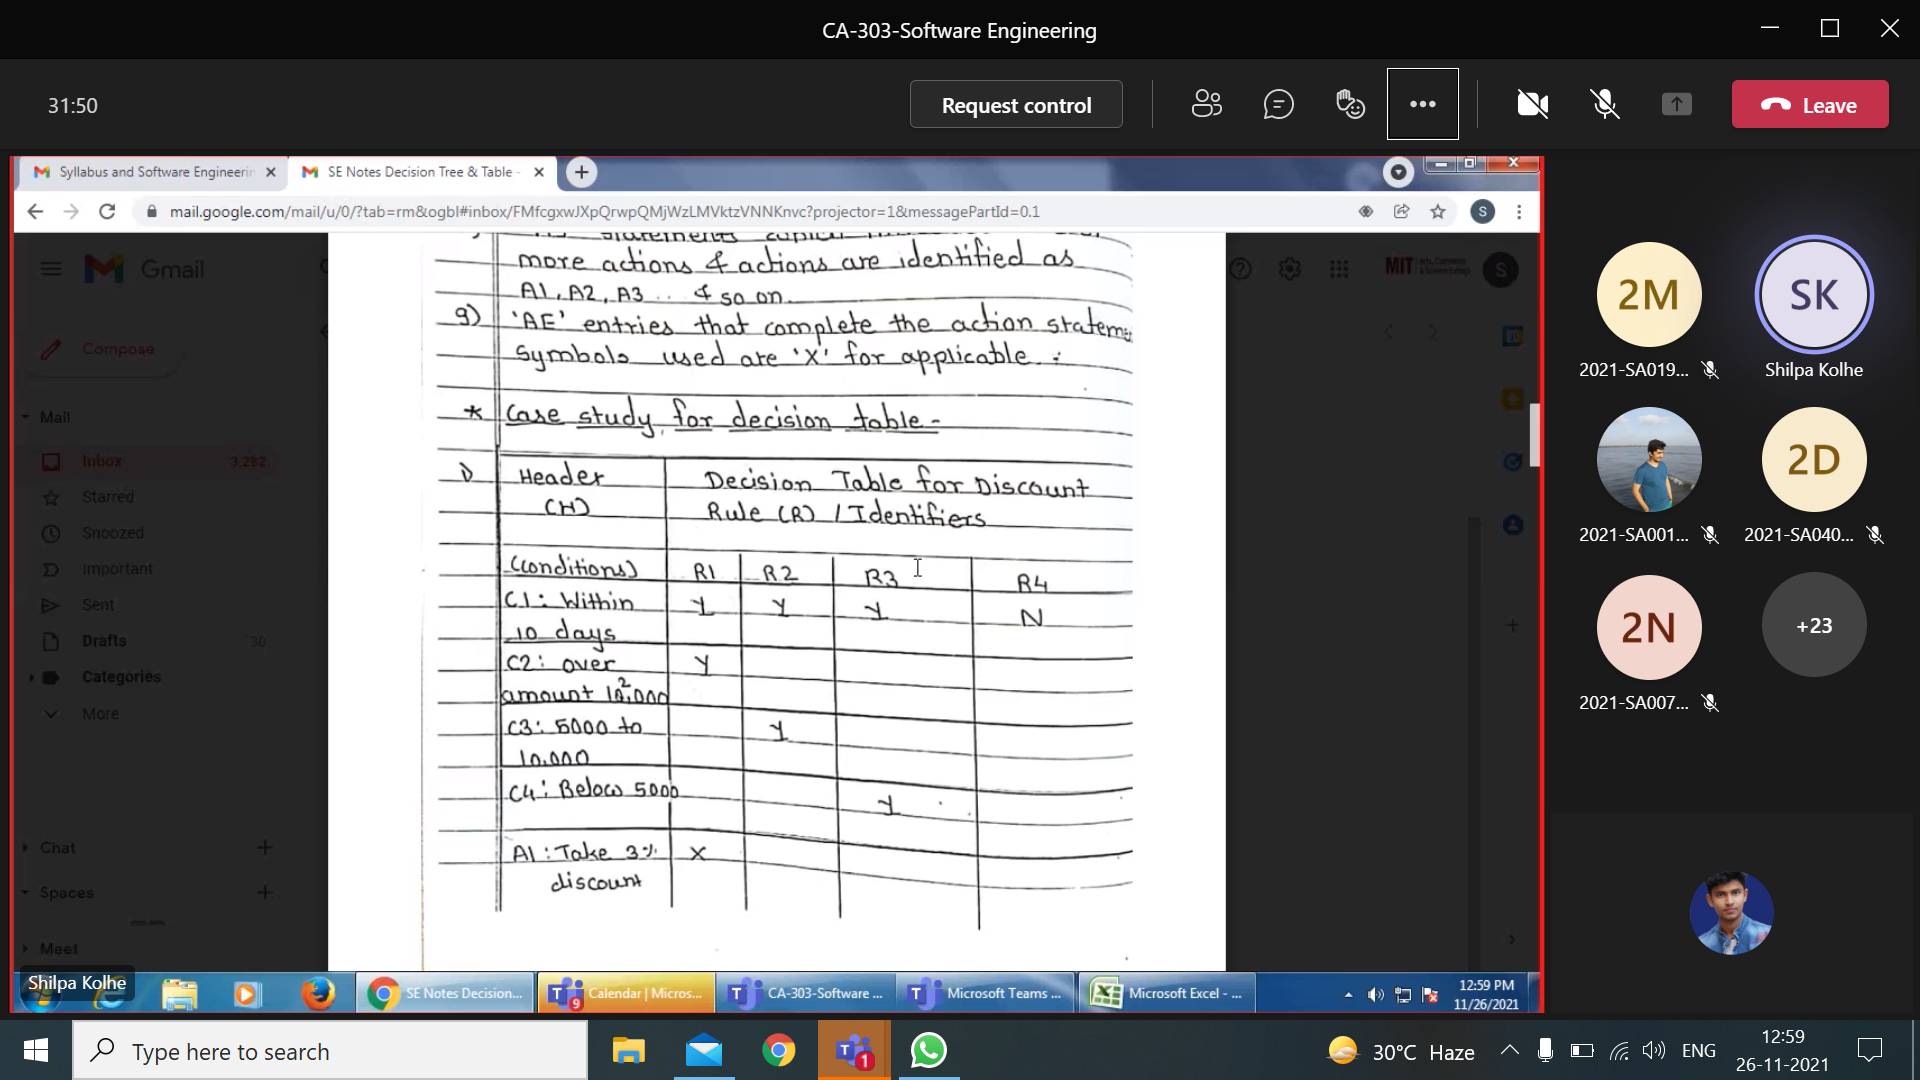 CA-303-Software Engineering
31:50
Request control
Leave
Syllabus and Software Engineerin
SE Notes Decision Tree & Table -
mail.google.com/mail/u/0/?tab=rm&ogbl#inbox/FMfcgxwJXpQrwpQMjWzLMVktzVNNKnvc?projector=1&messagePartId=0.1
S
Gmail
MIT
S
Compose
Mail
Inbox 3,282
Starred
Snoozed
Important
Sent
Drafts 30
Categories
More
Chat
Spaces
Meet
more actions & actions are identified as
A1, A2, A3 .. & so on.
9) 'AE' entries that complete the action statem
symbols used are 'X' for applicable.
* Case study for decision table -
1) Header Decision Table for Discount
(H) Rule (R) / Identifiers
(conditions) R1 R2 R3 R4
C1: Within Y Y Y N
10 days
C2: over Y
amount 10,000
C3: 5000 to Y
10,000
C4: Below 5000 Y
A1: Take 3% X
discount
2M
SK
2021-SA019...
Shilpa Kolhe
2D
2021-SA001...
2021-SA040...
2N
+23
2021-SA007...
Shilpa Kolhe
SE Notes Decision...
9
Calendar | Micros...
CA-303-Software ...
Microsoft Teams ...
Microsoft Excel - ...
12:59 PM
11/26/2021
Type here to search
1
30°C Haze
ENG
12:59
26-11-2021